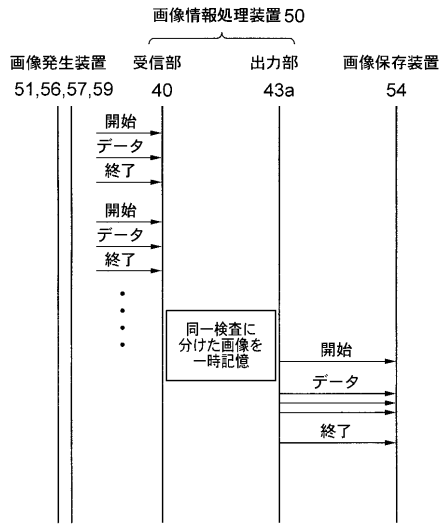 画像情報処理装置50
画像発生装置 受信部 出力部 画像保存装置
51,56,57,59 40 43a 54
開始
データ
終了
開始
データ
終了
同一検査に
分けた画像を
一時記憶
開始
データ
終了